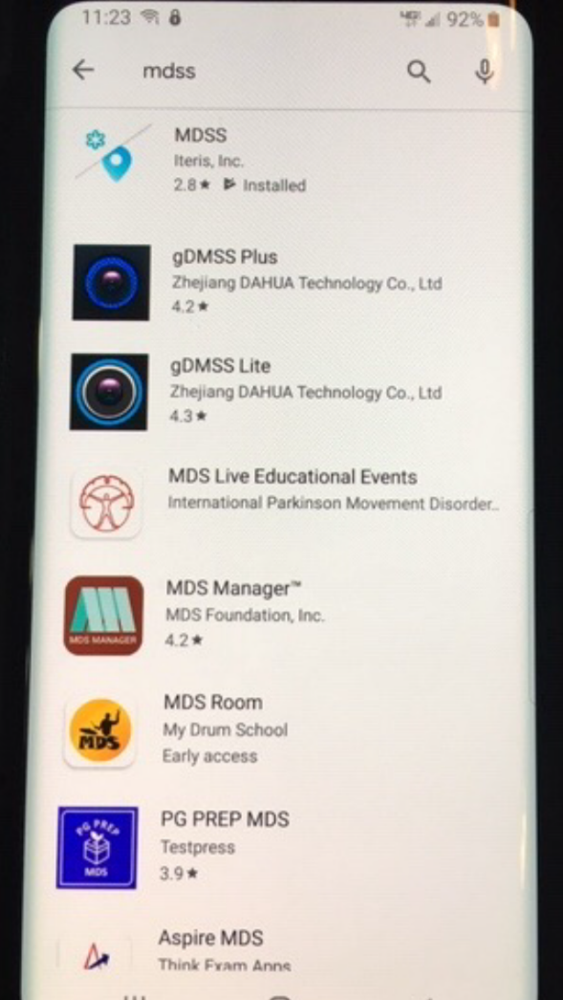 11:23
4G 92%
mdss
MDSS
Iteris, Inc.
2.8★ Installed
gDMSS Plus
Zhejiang DAHUA Technology Co., Ltd
4.2★
gDMSS Lite
Zhejiang DAHUA Technology Co., Ltd
4.3★
MDS Live Educational Events
International Parkinson Movement Disorder..
MDS Manager™
MDS Foundation, Inc.
MDS MANAGER
4.2★
MDS Room
My Drum School
MDS
Early access
PG PREP MDS
PG PREP
Testpress
MDS
3.9★
Aspire MDS
Think Exam Apps